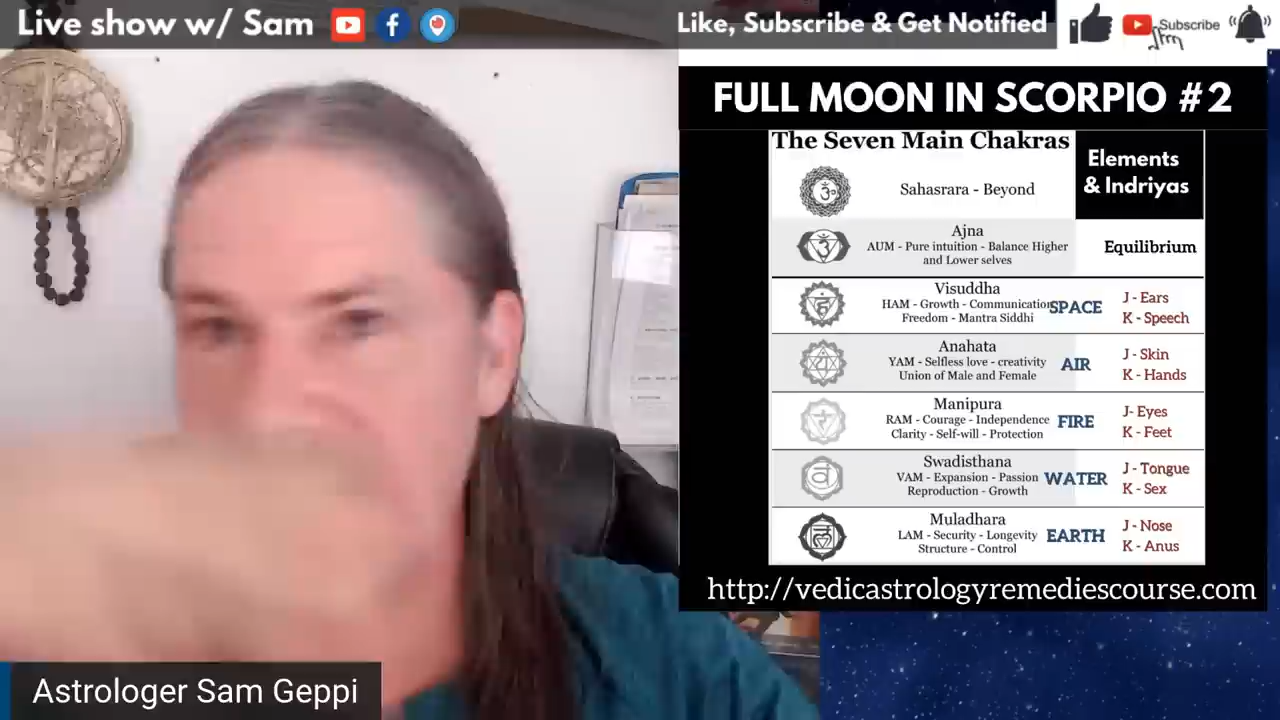 Live show w/ Sam
Like, Subscribe & Get Notified
Subscribe
FULL MOON IN SCORPIO #2
The Seven Main Chakras
Elements
& Indriyas
Sahasrara - Beyond
Ajna
AUM - Pure intuition - Balance Higher
and Lower selves
Equilibrium
Visuddha
HAM - Growth - Communication
Freedom - Mantra Siddhi
SPACE
J - Ears
K - Speech
Anahata
YAM - Selfless love - creativity
Union of Male and Female
AIR
J - Skin
K - Hands
Manipura
RAM - Courage - Independence
Clarity - Self-will - Protection
FIRE
J- Eyes
K - Feet
Swadisthana
VAM - Expansion - Passion
Reproduction - Growth
WATER
J - Tongue
K - Sex
Muladhara
LAM - Security - Longevity
Structure - Control
EARTH
J - Nose
K - Anus
http://vedicastrologyremediescourse.com
Astrologer Sam Geppi